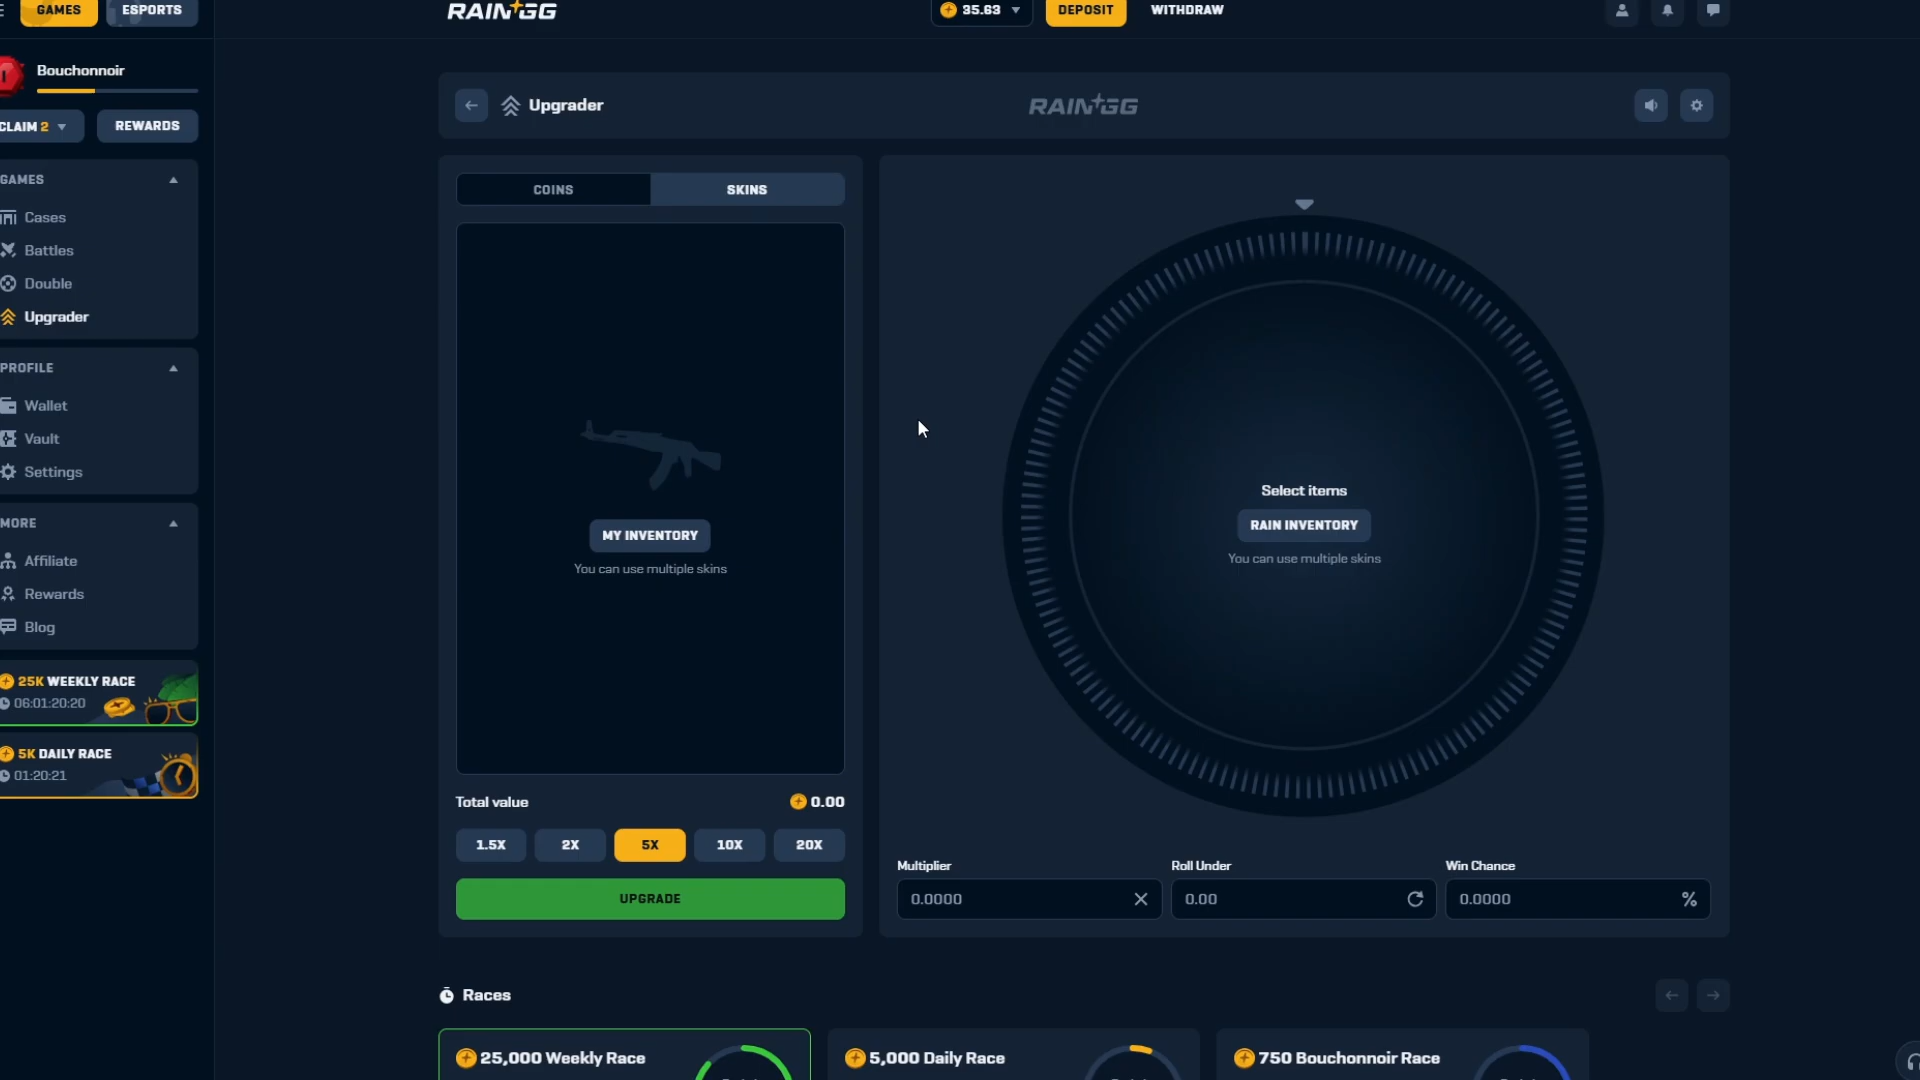 GAMES
ESPORTS
RAIN GG
35.63
DEPOSIT
WITHDRAW
Bouchonnoir
CLAIM 2
REWARDS
GAMES
Cases
Battles
Double
Upgrader
PROFILE
Wallet
Vault
Settings
MORE
Affiliate
Rewards
Blog
25K WEEKLY RACE
06:01:20:20
5K DAILY RACE
01:20:21
Upgrader
RAIN GG
COINS
SKINS
MY INVENTORY
You can use multiple skins
Total value
0.00
1.5X
2X
5X
10X
20X
UPGRADE
Select items
RAIN INVENTORY
You can use multiple skins
Multiplier
0.0000
Roll Under
0.00
Win Chance
0.0000
%
Races
25,000 Weekly Race
5,000 Daily Race
750 Bouchonnoir Race